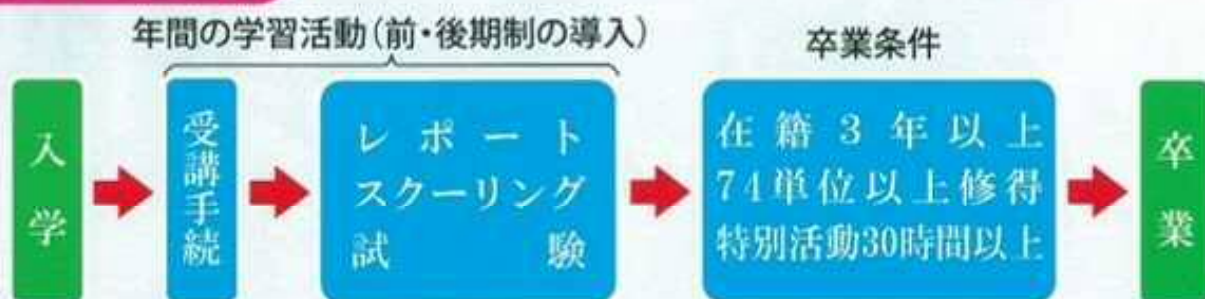 年間の学習活動(前・後期制の導入)
卒業条件
入学
受講手続
レポート
スクーリング
試験
在籍3年以上
74単位以上修得
特別活動30時間以上
卒業